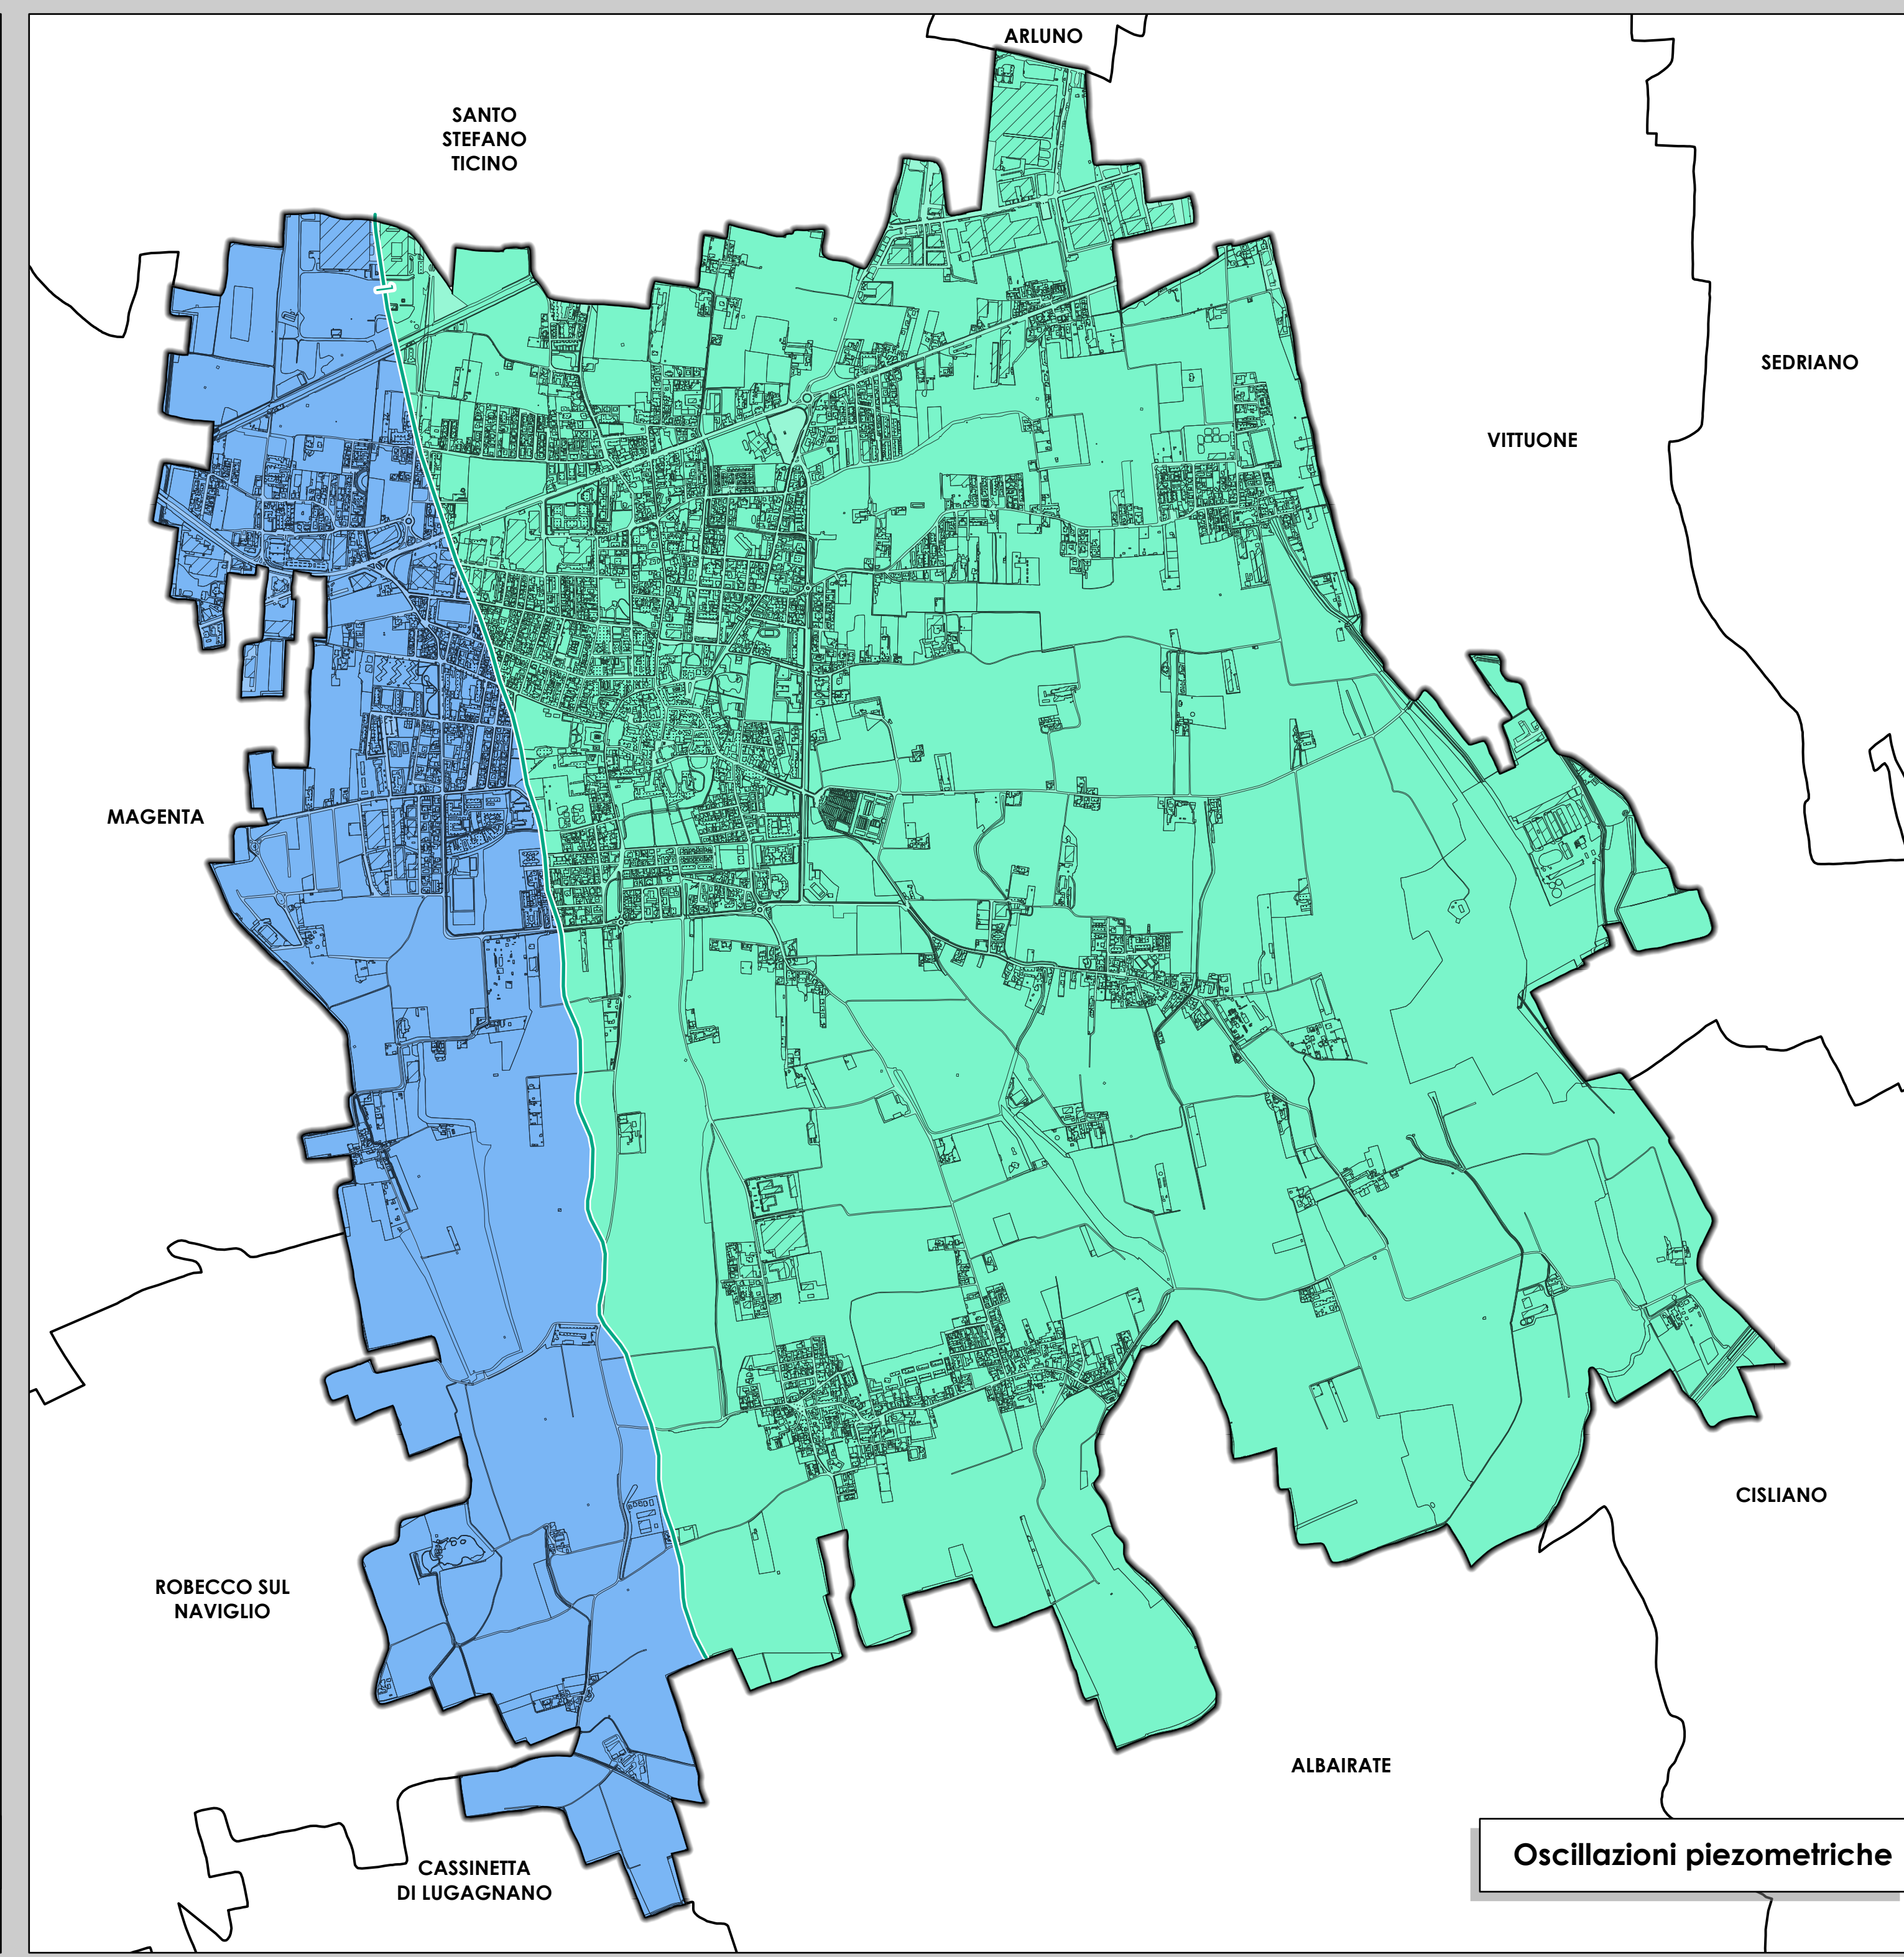 ARLUNO
SANTO
STEFANO
TICINO
SEDRIANO
VITTUONE
MAGENTA
CISLIANO
ROBECCO SUL
NAVIGLIO
ALBAIRATE
Oscillazioni piezometriche
CASSINETTA
DI LUGAGNANO